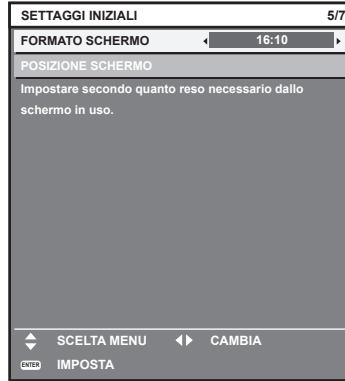 SETTAGGI INIZIALI 5/7
FORMATO SCHERMO 16:10
POSIZIONE SCHERMO
Impostare secondo quanto reso necessario dallo
schermo in uso.
SCELTA MENU CAMBIA
ENTER IMPOSTA